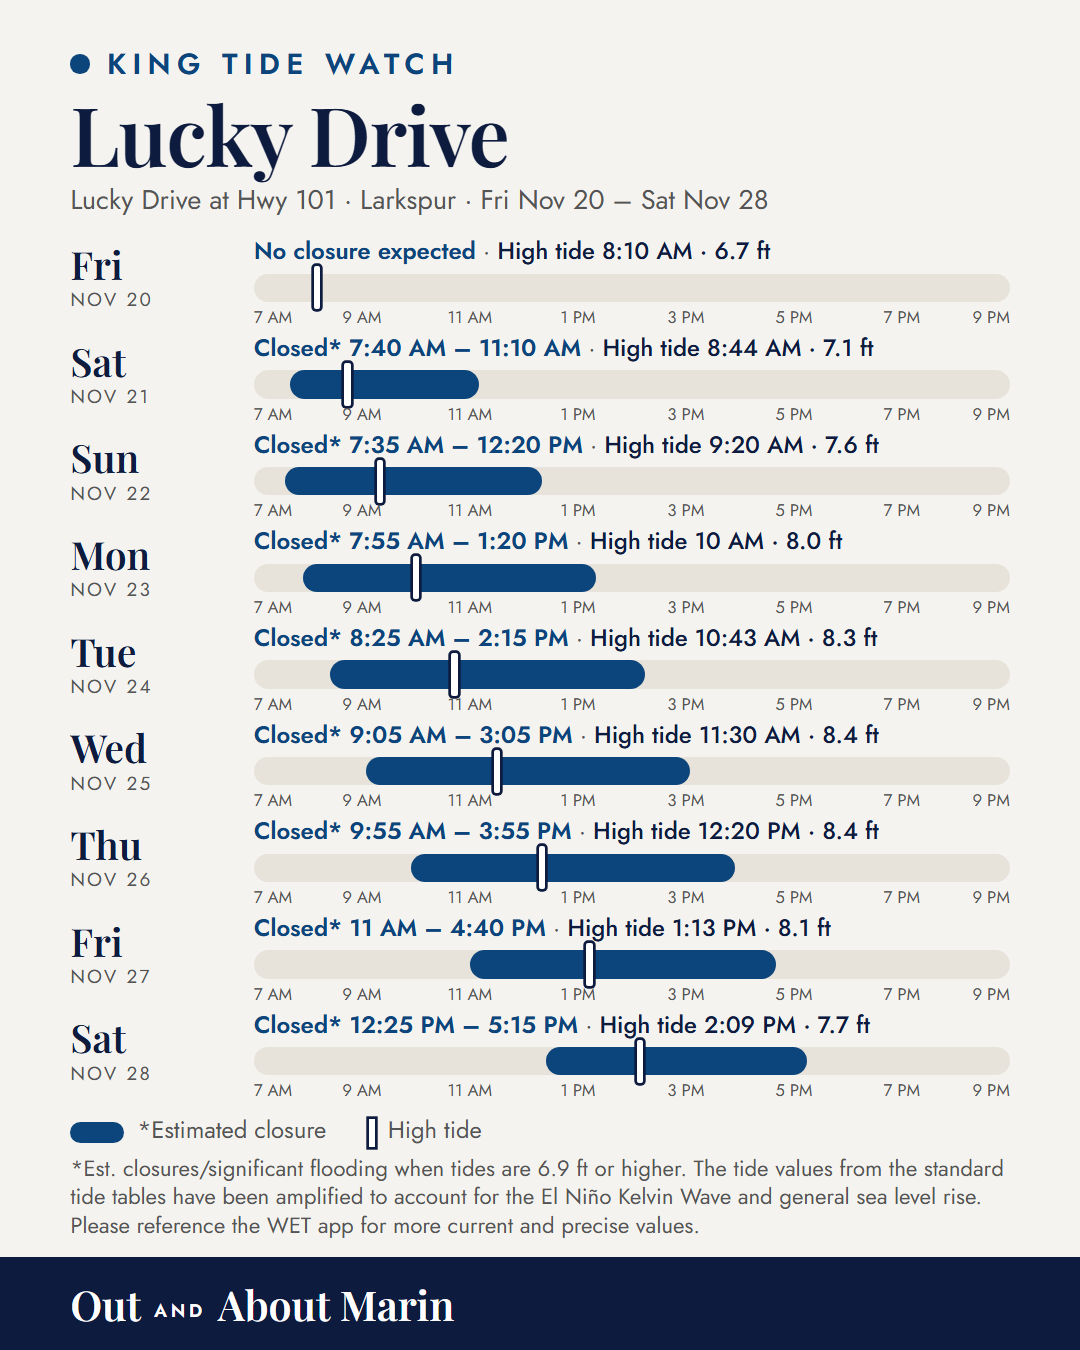 KING TIDE WATCH
Lucky Drive
Lucky Drive at Hwy 101 · Larkspur · Fri Nov 20 – Sat Nov 28
Fri
NOV 20
No closure expected · High tide 8:10 AM · 6.7 ft
7 AM 9 AM 11 AM 1 PM 3 PM 5 PM 7 PM 9 PM
Sat
NOV 21
Closed* 7:40 AM – 11:10 AM · High tide 8:44 AM · 7.1 ft
7 AM 9 AM 11 AM 1 PM 3 PM 5 PM 7 PM 9 PM
Sun
NOV 22
Closed* 7:35 AM – 12:20 PM · High tide 9:20 AM · 7.6 ft
7 AM 9 AM 11 AM 1 PM 3 PM 5 PM 7 PM 9 PM
Mon
NOV 23
Closed* 7:55 AM – 1:20 PM · High tide 10 AM · 8.0 ft
7 AM 9 AM 11 AM 1 PM 3 PM 5 PM 7 PM 9 PM
Tue
NOV 24
Closed* 8:25 AM – 2:15 PM · High tide 10:43 AM · 8.3 ft
7 AM 9 AM 11 AM 1 PM 3 PM 5 PM 7 PM 9 PM
Wed
NOV 25
Closed* 9:05 AM – 3:05 PM · High tide 11:30 AM · 8.4 ft
7 AM 9 AM 11 AM 1 PM 3 PM 5 PM 7 PM 9 PM
Thu
NOV 26
Closed* 9:55 AM – 3:55 PM · High tide 12:20 PM · 8.4 ft
7 AM 9 AM 11 AM 1 PM 3 PM 5 PM 7 PM 9 PM
Fri
NOV 27
Closed* 11 AM – 4:40 PM · High tide 1:13 PM · 8.1 ft
7 AM 9 AM 11 AM 1 PM 3 PM 5 PM 7 PM 9 PM
Sat
NOV 28
Closed* 12:25 PM – 5:15 PM · High tide 2:09 PM · 7.7 ft
7 AM 9 AM 11 AM 1 PM 3 PM 5 PM 7 PM 9 PM
*Estimated closure High tide
*Est. closures/significant flooding when tides are 6.9 ft or higher. The tide values from the standard
tide tables have been amplified to account for the El Niño Kelvin Wave and general sea level rise.
Please reference the WET app for more current and precise values.
Out AND About Marin